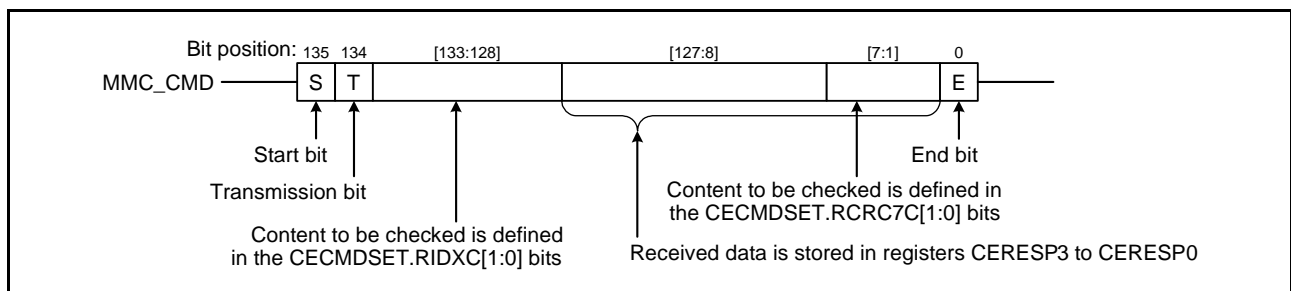 Bit position: 135 134 [133:128] [127:8] [7:1] 0
MMC_CMD S T E
Start bit
End bit
Transmission bit
Content to be checked is defined in
the CECMDSET.RCRC7C[1:0] bits
Content to be checked is defined
in the CECMDSET.RIDXC[1:0] bits
Received data is stored in registers CERESP3 to CERESP0